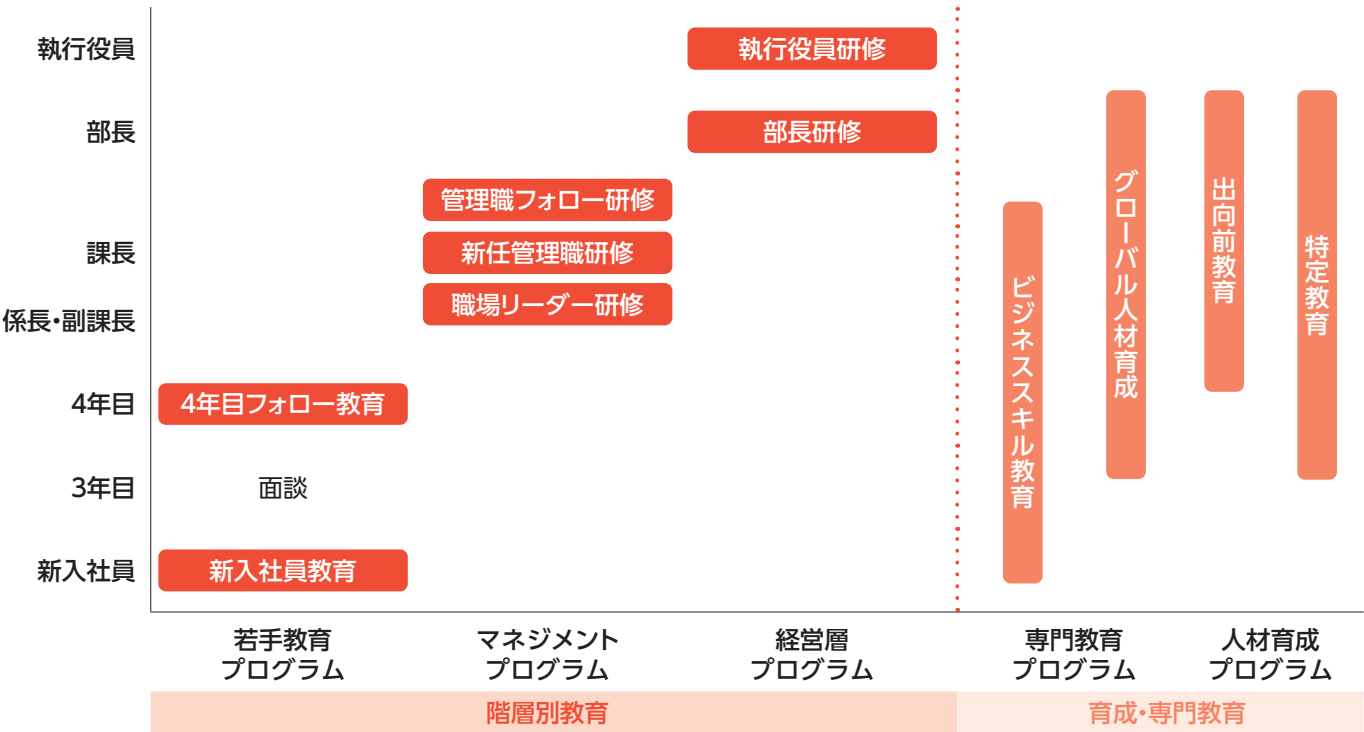 執行役員
執行役員研修
部長
部長研修
管理職フォロー研修
課長
新任管理職研修
係長・副課長
職場リーダー研修
4年目
4年目フォロー教育
3年目
面談
新入社員
新入社員教育
ビジネススキル教育
グローバル人材育成
出向前教育
特定教育
若手教育
プログラム
マネジメント
プログラム
経営層
プログラム
専門教育
プログラム
人材育成
プログラム
階層別教育
育成・専門教育